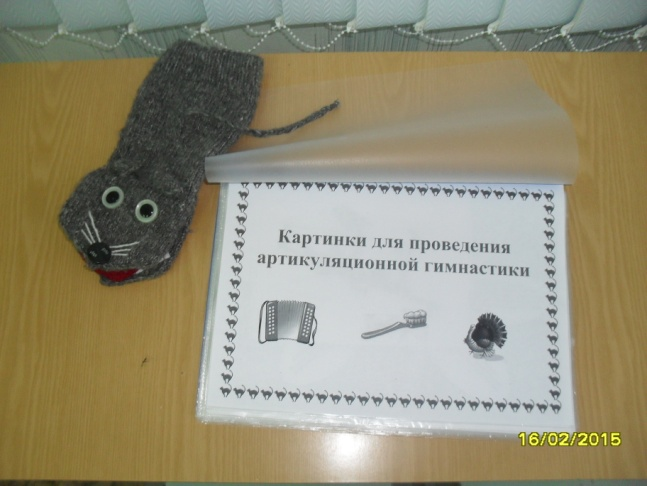 Картинки для проведения
артикуляционной гимнастики
16/02/2015